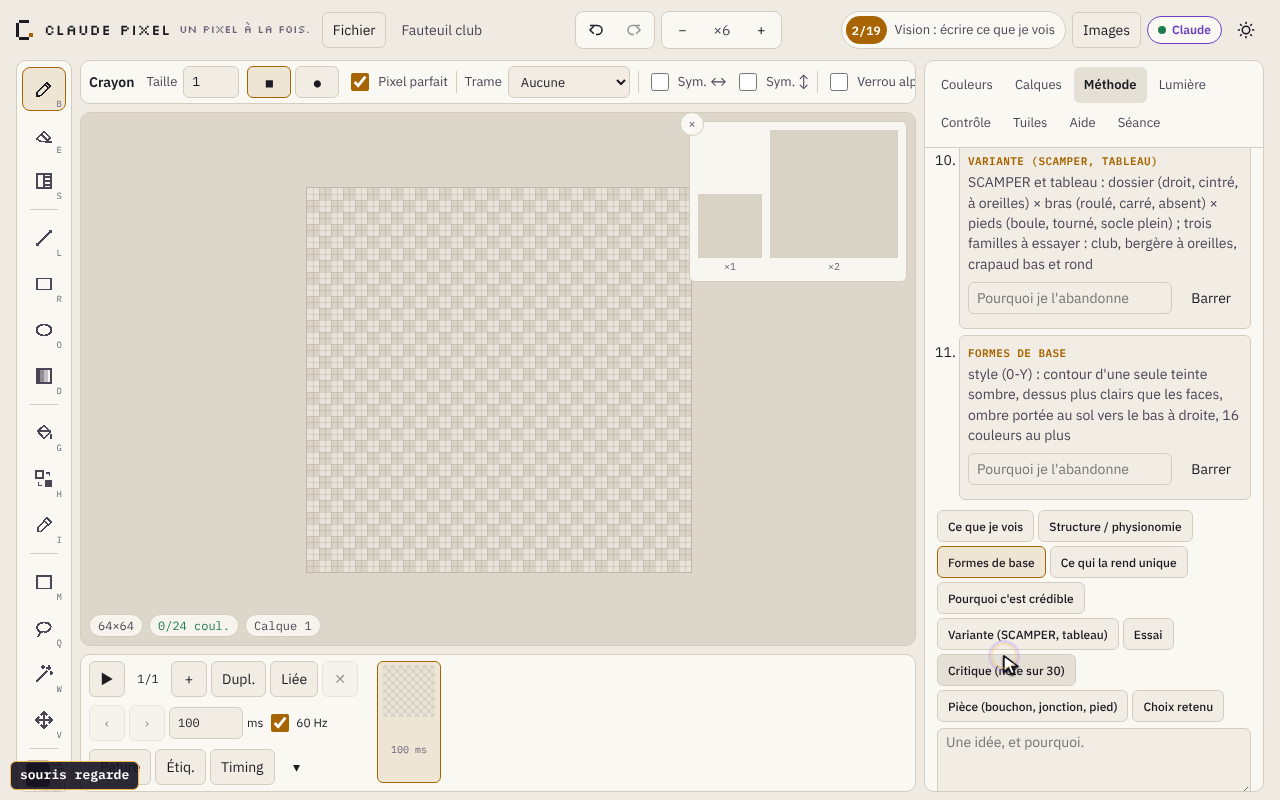 CLAUDE PIXEL
UN PIXEL À LA FOIS.
Fichier
Fauteuil club
−
×6
+
2/19
Vision : écrire ce que je vois
Images
Claude
Crayon
Taille
1
Pixel parfait
Trame
Aucune
Sym. ↔
Sym. ↕
Verrou alp
Couleurs
Calques
Méthode
Lumière
Contrôle
Tuiles
Aide
Séance
B
E
S
L
R
O
D
G
H
I
M
Q
W
V
×
×1
×2
64×64
0/24 coul.
Calque 1
10.
VARIANTE (SCAMPER, TABLEAU)
SCAMPER et tableau : dossier (droit, cintré,
à oreilles) × bras (roulé, carré, absent) ×
pieds (boule, tourné, socle plein) ; trois
familles à essayer : club, bergère à oreilles,
crapaud bas et rond
Pourquoi je l'abandonne
Barrer
11.
FORMES DE BASE
style (0-Y) : contour d'une seule teinte
sombre, dessus plus clairs que les faces,
ombre portée au sol vers le bas à droite, 16
couleurs au plus
Pourquoi je l'abandonne
Barrer
Ce que je vois
Structure / physionomie
Formes de base
Ce qui la rend unique
Pourquoi c'est crédible
Variante (SCAMPER, tableau)
Essai
Critique (note sur 30)
Pièce (bouchon, jonction, pied)
Choix retenu
Une idée, et pourquoi.
1/1
+
Dupl.
Liée
×
‹
›
100
ms
60 Hz
Étiq.
Timing
100 ms
souris regarde